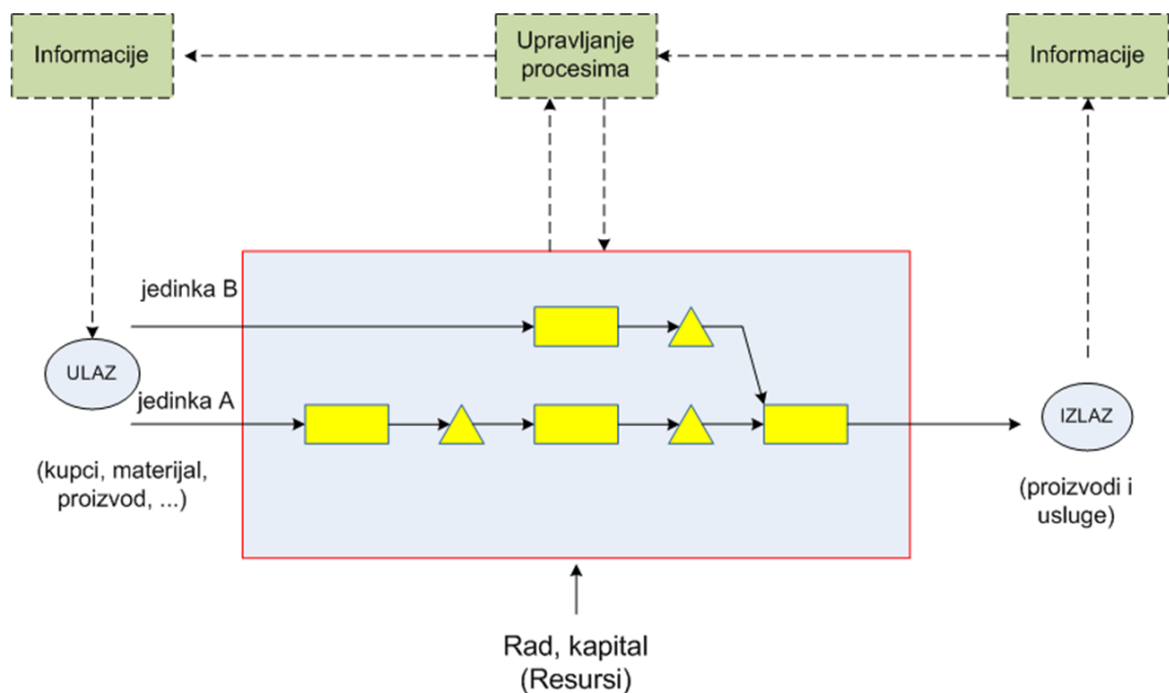 Informacije
Upravljanje
procesima
Informacije
jedinka B
ULAZ
jedinka A
(kupci, materijal,
proizvod, ...)
IZLAZ
(proizvodi i
usluge)
Rad, kapital
(Resursi)